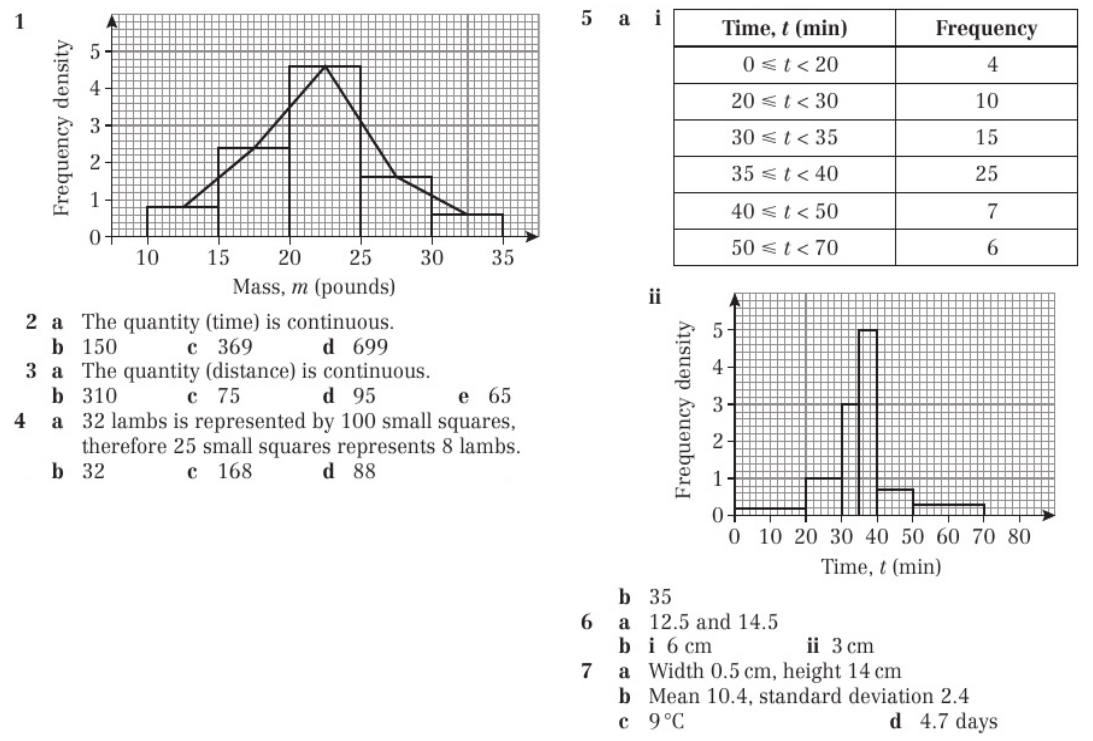 1
Frequency density
5
4
3
2
1
0
10 15 20 25 30 35
Mass, m (pounds)
2 a The quantity (time) is continuous.
b 150 c 369 d 699
3 a The quantity (distance) is continuous.
b 310 c 75 d 95 e 65
4 a 32 lambs is represented by 100 small squares,
therefore 25 small squares represents 8 lambs.
b 32 c 168 d 88
5 a i
Time, t (min) Frequency
0 ⩽ t < 20 4
20 ⩽ t < 30 10
30 ⩽ t < 35 15
35 ⩽ t < 40 25
40 ⩽ t < 50 7
50 ⩽ t < 70 6
ii
Frequency density
5
4
3
2
1
0
0 10 20 30 40 50 60 70 80
Time, t (min)
b 35
6 a 12.5 and 14.5
b i 6 cm ii 3 cm
7 a Width 0.5 cm, height 14 cm
b Mean 10.4, standard deviation 2.4
c 9 °C d 4.7 days